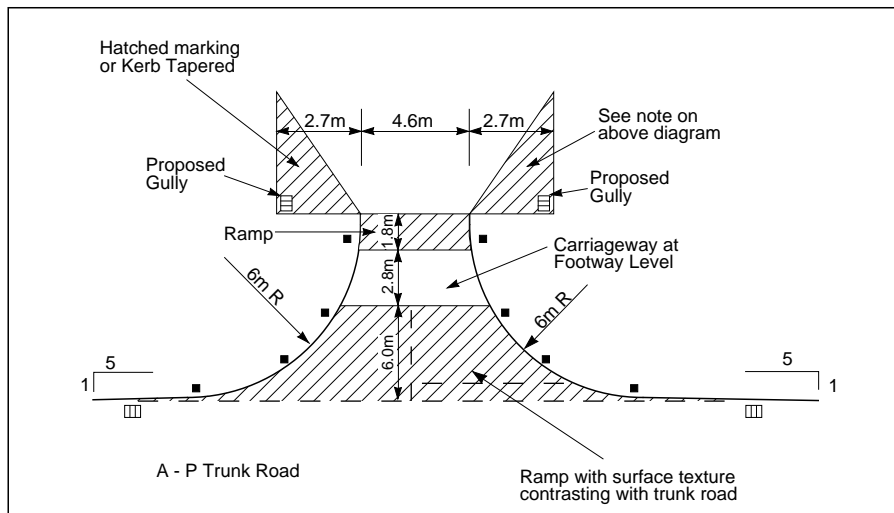 Hatched marking
or Kerb Tapered
2.7m
4.6m
2.7m
See note on
above diagram
Proposed
Gully
Proposed
Gully
Ramp
1.8m
Carriageway at
Footway Level
2.8m
6m R
6m R
6.0m
5
1
5
1
A - P Trunk Road
Ramp with surface texture
contrasting with trunk road